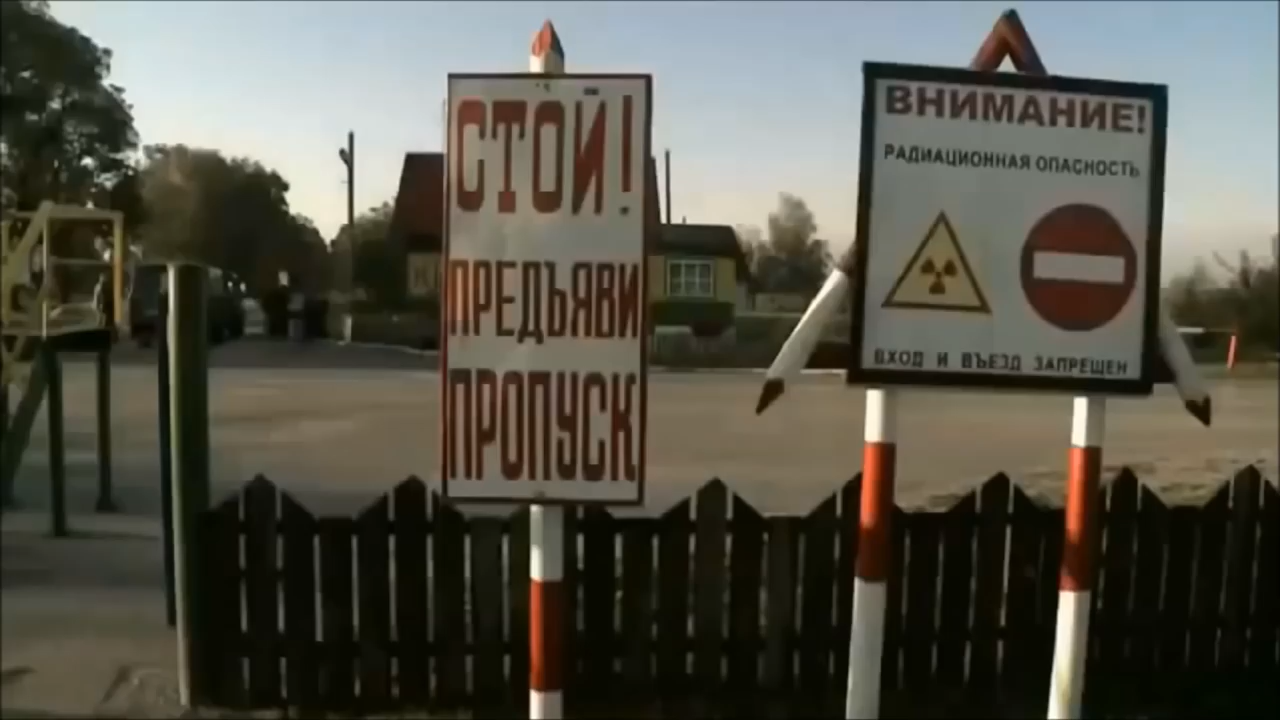 СТОЙ!
ПРЕДЪЯВИ
ПРОПУСК
ВНИМАНИЕ!
РАДИАЦИОННАЯ ОПАСНОСТЬ
ВХОД И ВЪЕЗД ЗАПРЕЩЕН